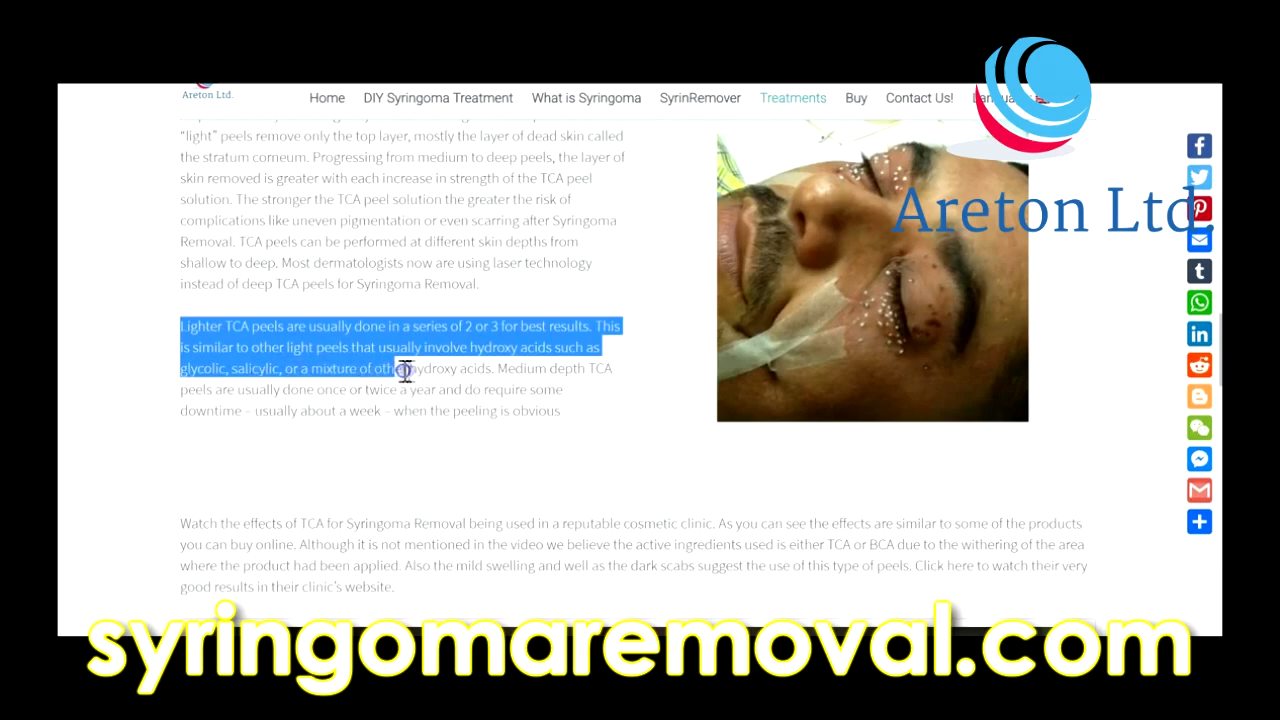 Areton Ltd.
Home DIY Syringoma Treatment What is Syringoma SyrinRemover Treatments Buy Contact Us!
Areton Ltd.
"light" peels remove only the top layer, mostly the layer of dead skin called
the stratum corneum. Progressing from medium to deep peels, the layer of
skin removed is greater with each increase in strength of the TCA peel
solution. The stronger the TCA peel solution the greater the risk of
complications like uneven pigmentation or even scarring after Syringoma
Removal. TCA peels can be performed at different skin depths from
shallow to deep. Most dermatologists now are using laser technology
instead of deep TCA peels for Syringoma Removal.
Lighter TCA peels are usually done in a series of 2 or 3 for best results. This
is similar to other light peels that usually involve hydroxy acids such as
glycolic, salicylic, or a mixture of other hydroxy acids. Medium depth TCA
peels are usually done once or twice a year and do require some
downtime – usually about a week – when the peeling is obvious
Watch the effects of TCA for Syringoma Removal being used in a reputable cosmetic clinic. As you can see the effects are similar to some of the products
you can buy online. Although it is not mentioned in the video we believe the active ingredients used is either TCA or BCA due to the withering of the area
where the product had been applied. Also the mild swelling and well as the dark scabs suggest the use of this type of peels. Click here to watch their very
good results in their clinic's website.
syringomaremoval.com